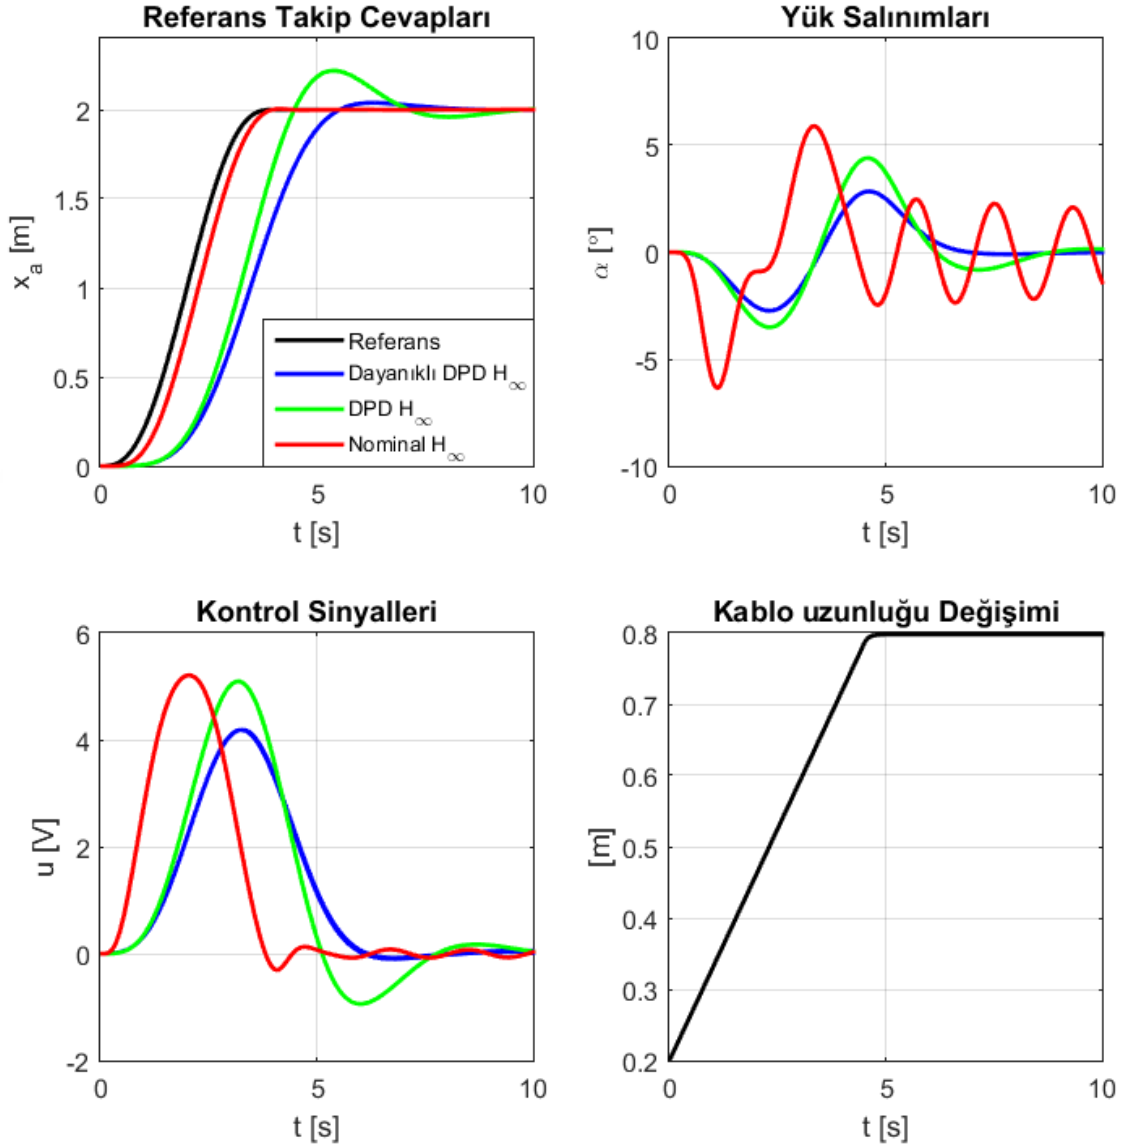 Referans Takip Cevapları
2
1.5
1
0.5
0
x_a [m]
0 5 10
t [s]
Referans
Dayanıklı DPD H_∞
DPD H_∞
Nominal H_∞
Yük Salınımları
10
5
0
-5
-10
α [°]
0 5 10
t [s]
Kontrol Sinyalleri
6
4
2
0
-2
u [V]
0 5 10
t [s]
Kablo uzunluğu Değişimi
0.8
0.7
0.6
0.5
0.4
0.3
0.2
[m]
0 5 10
t [s]